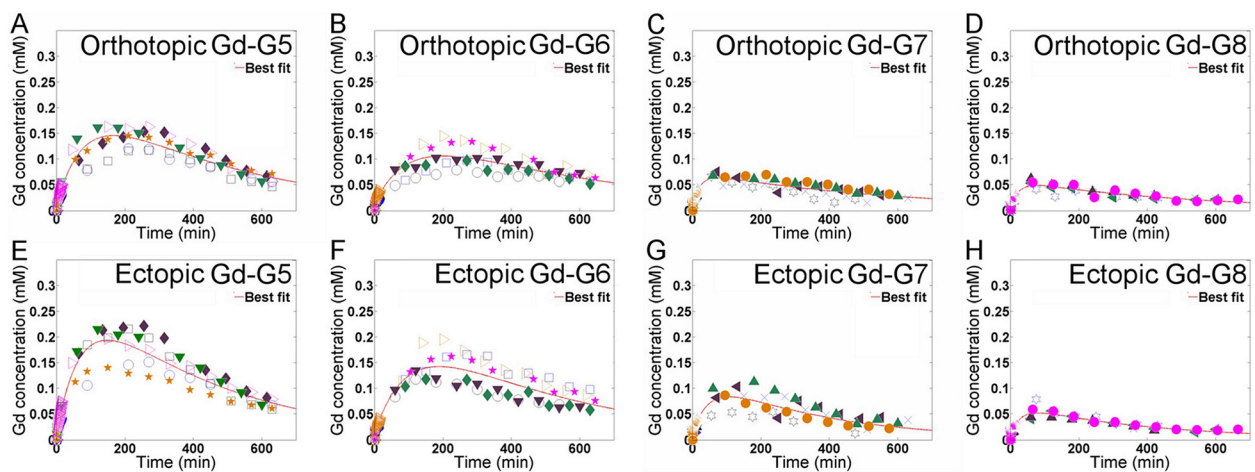 A
Orthotopic Gd-G5
Best fit
Gd concentration (mM)
0.3
0.25
0.2
0.15
0.1
0.05
0
0 200 400 600
Time (min)
B
Orthotopic Gd-G6
Best fit
Gd concentration (mM)
0.3
0.25
0.2
0.15
0.1
0.05
0
0 200 400 600
Time (min)
C
Orthotopic Gd-G7
Best fit
Gd concentration (mM)
0.3
0.25
0.2
0.15
0.1
0.05
0
0 200 400 600
Time (min)
D
Orthotopic Gd-G8
Best fit
Gd concentration (mM)
0.3
0.25
0.2
0.15
0.1
0.05
0
0 200 400 600
Time (min)
E
Ectopic Gd-G5
Best fit
Gd concentration (mM)
0.3
0.25
0.2
0.15
0.1
0.05
0
0 200 400 600
Time (min)
F
Ectopic Gd-G6
Best fit
Gd concentration (mM)
0.3
0.25
0.2
0.15
0.1
0.05
0
0 200 400 600
Time (min)
G
Ectopic Gd-G7
Best fit
Gd concentration (mM)
0.3
0.25
0.2
0.15
0.1
0.05
0
0 200 400 600
Time (min)
H
Ectopic Gd-G8
Best fit
Gd concentration (mM)
0.3
0.25
0.2
0.15
0.1
0.05
0
0 200 400 600
Time (min)